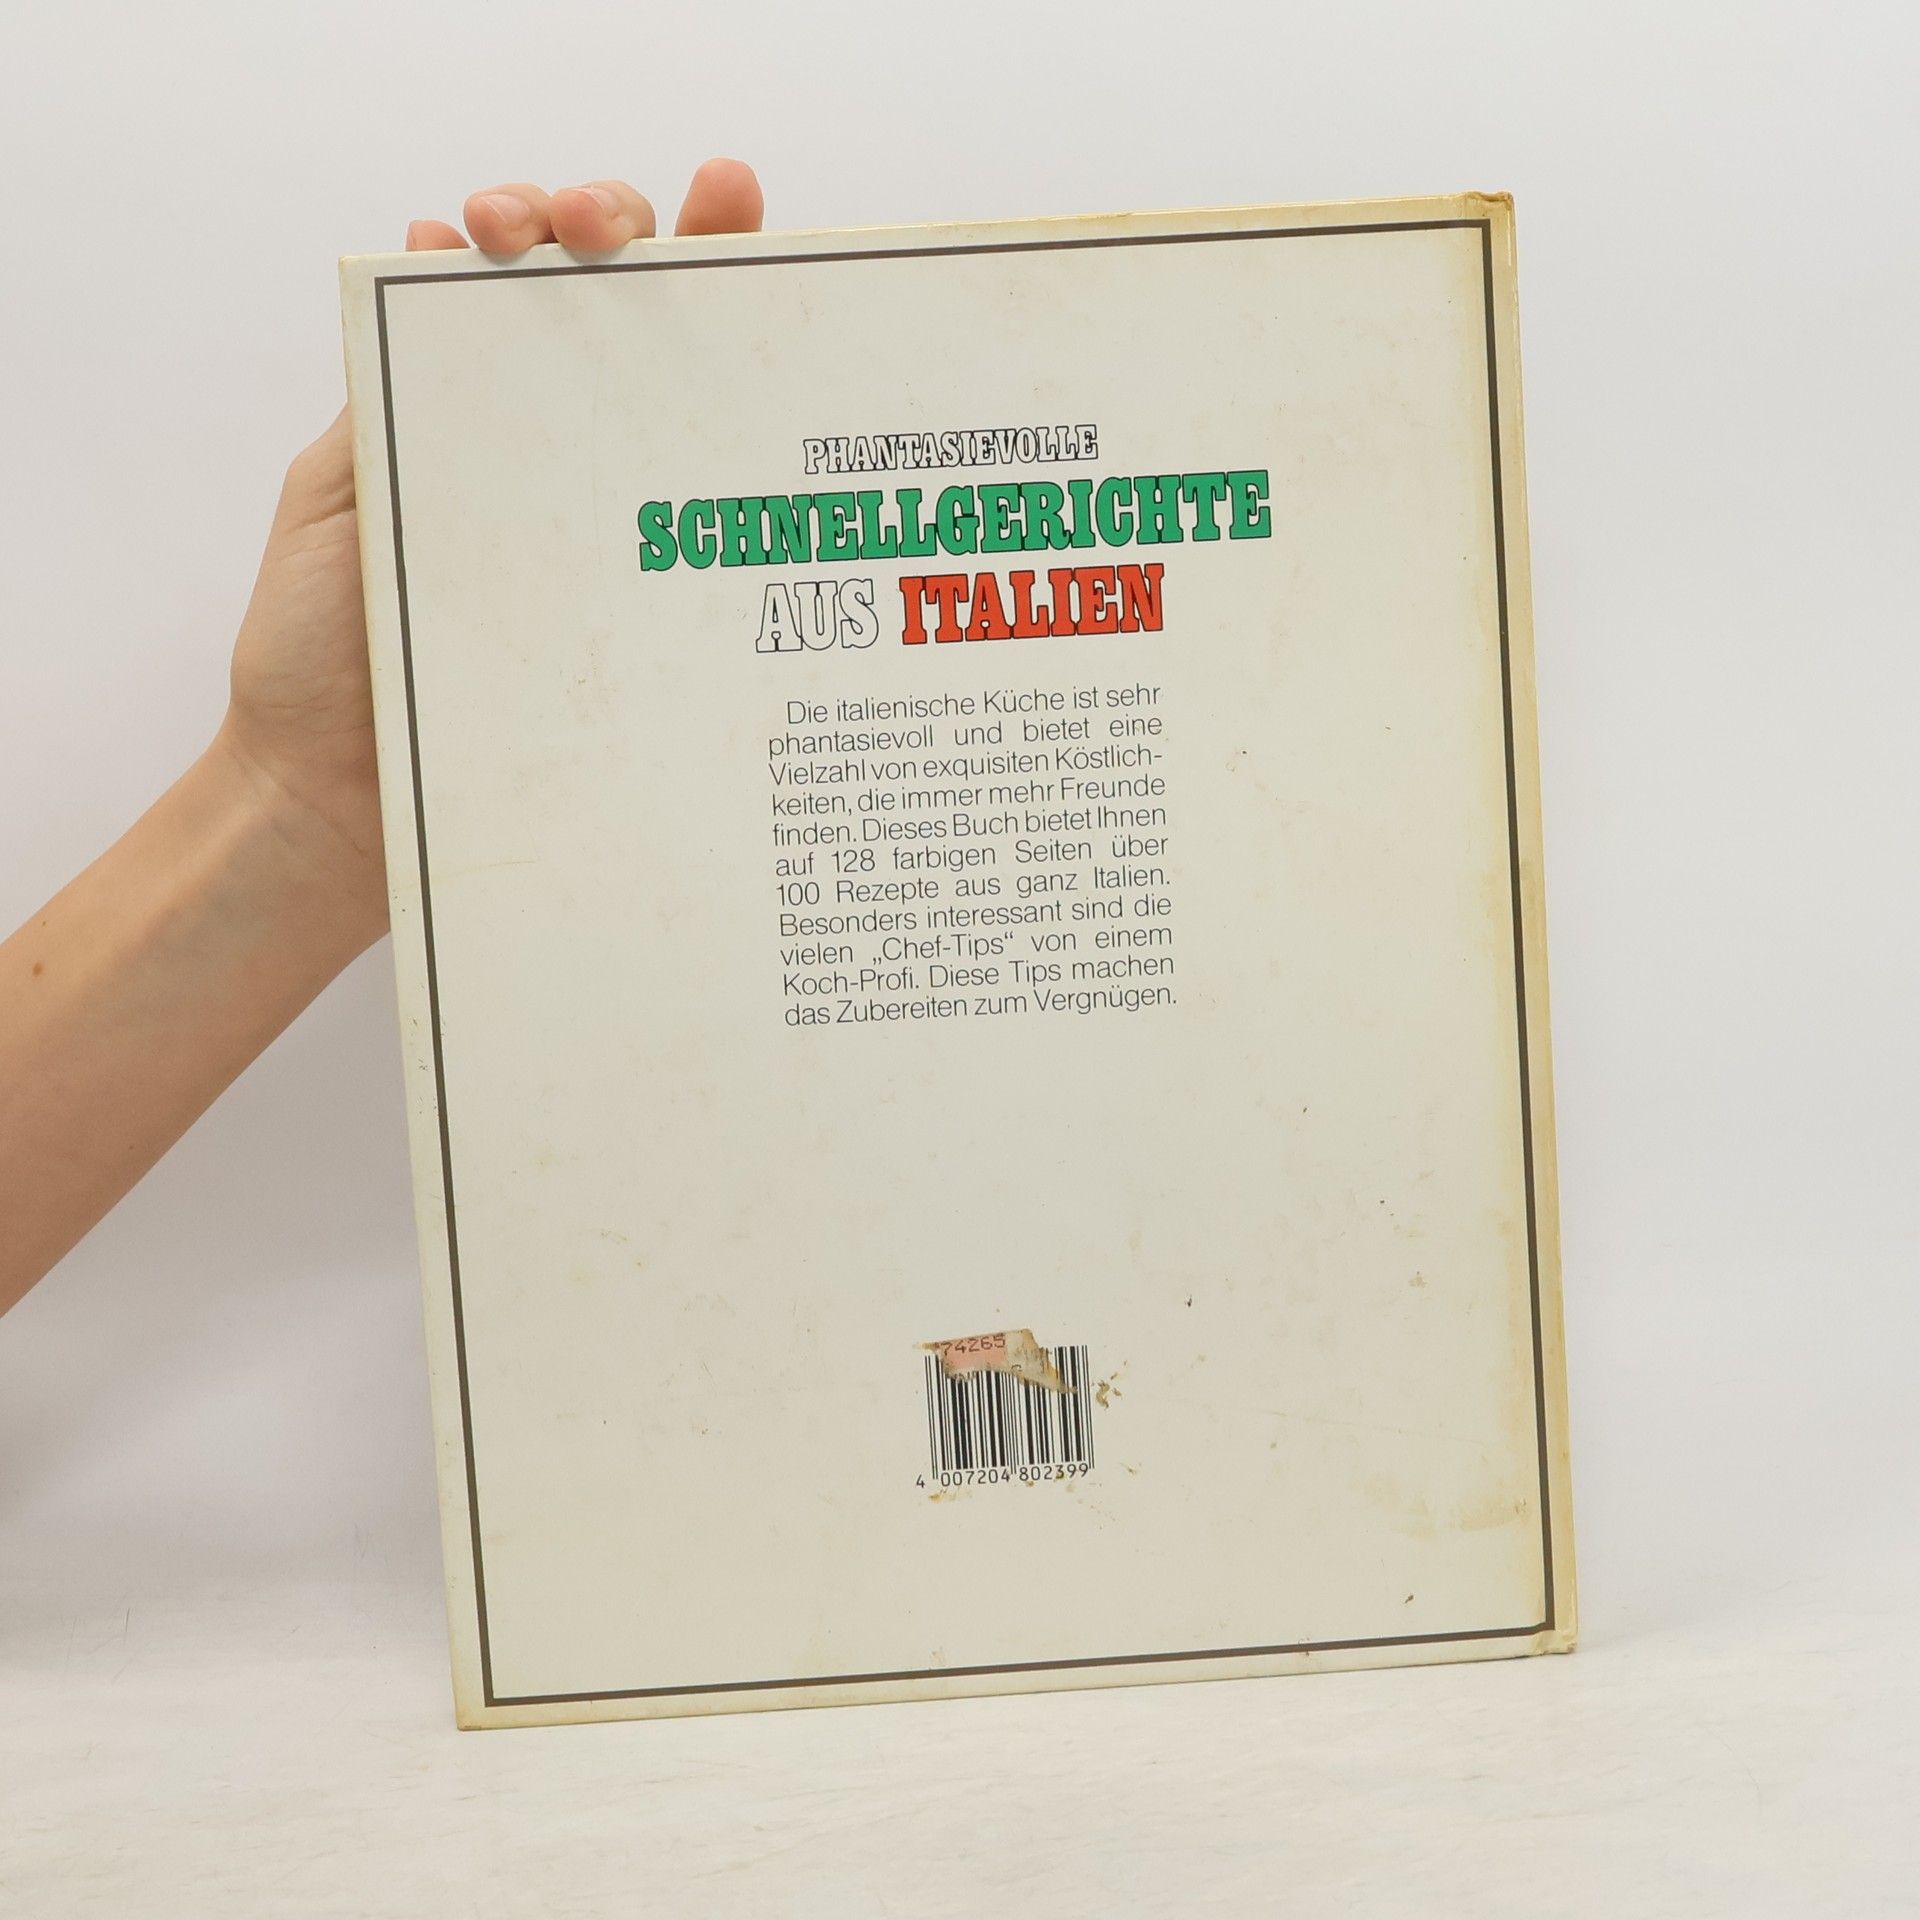 PHANTASIEVOLLE
SCHNELLGERICHTE
AUS ITALIEN
Die italienische Küche ist sehr
phantasievoll und bietet eine
Vielzahl von exquisiten Köstlich-
keiten, die immer mehr Freunde
finden. Dieses Buch bietet Ihnen
auf 128 farbigen Seiten über
100 Rezepte aus ganz Italien.
Besonders interessant sind die
vielen „Chef-Tips“ von einem
Koch-Profi. Diese Tips machen
das Zubereiten zum Vergnügen.
74265
4 007204 802399